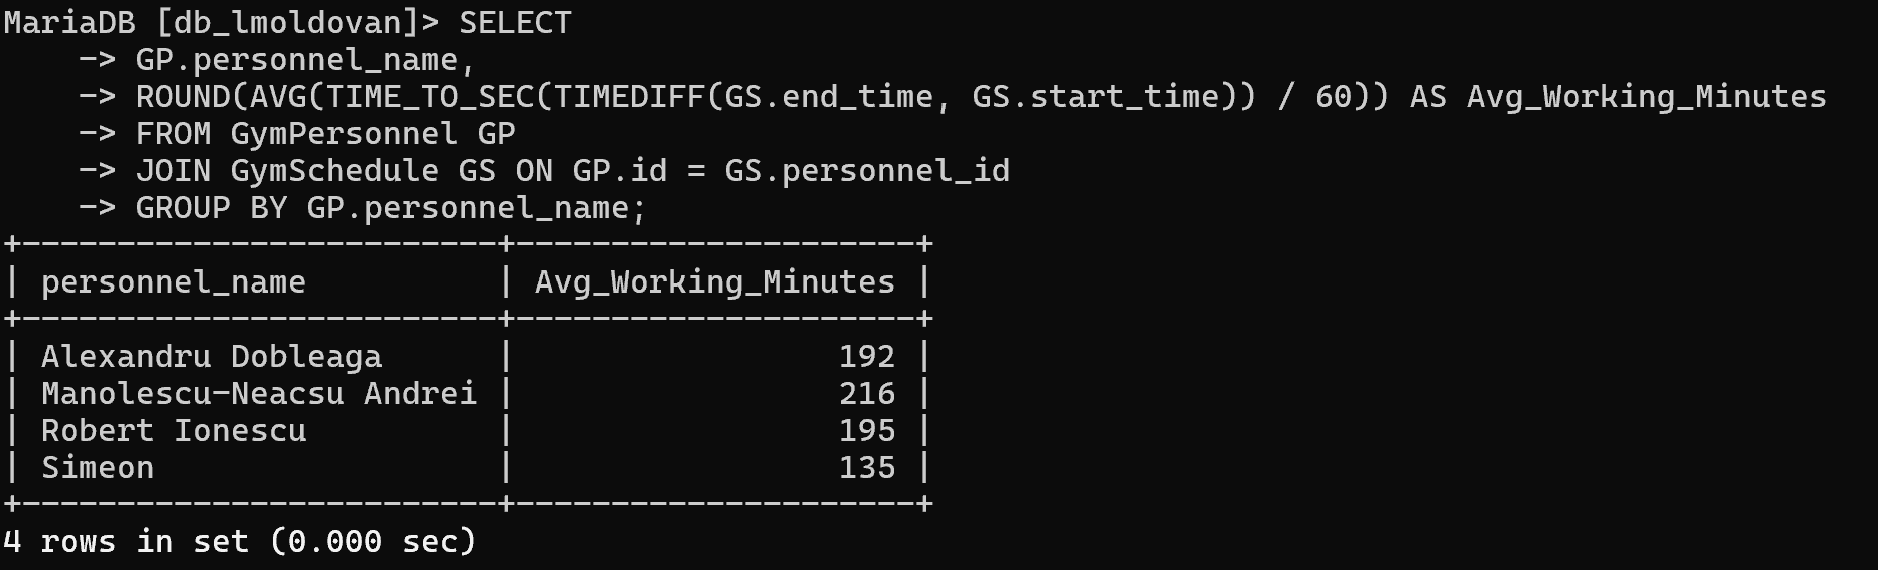 MariaDB [db_lmoldovan]> SELECT
    -> GP.personnel_name,
    -> ROUND(AVG(TIME_TO_SEC(TIMEDIFF(GS.end_time, GS.start_time)) / 60)) AS Avg_Working_Minutes
    -> FROM GymPersonnel GP
    -> JOIN GymSchedule GS ON GP.id = GS.personnel_id
    -> GROUP BY GP.personnel_name;
+-------------------------+---------------------+
| personnel_name          | Avg_Working_Minutes |
+-------------------------+---------------------+
| Alexandru Dobleaga      |                 192 |
| Manolescu-Neacsu Andrei |                 216 |
| Robert Ionescu          |                 195 |
| Simeon                  |                 135 |
+-------------------------+---------------------+
4 rows in set (0.000 sec)